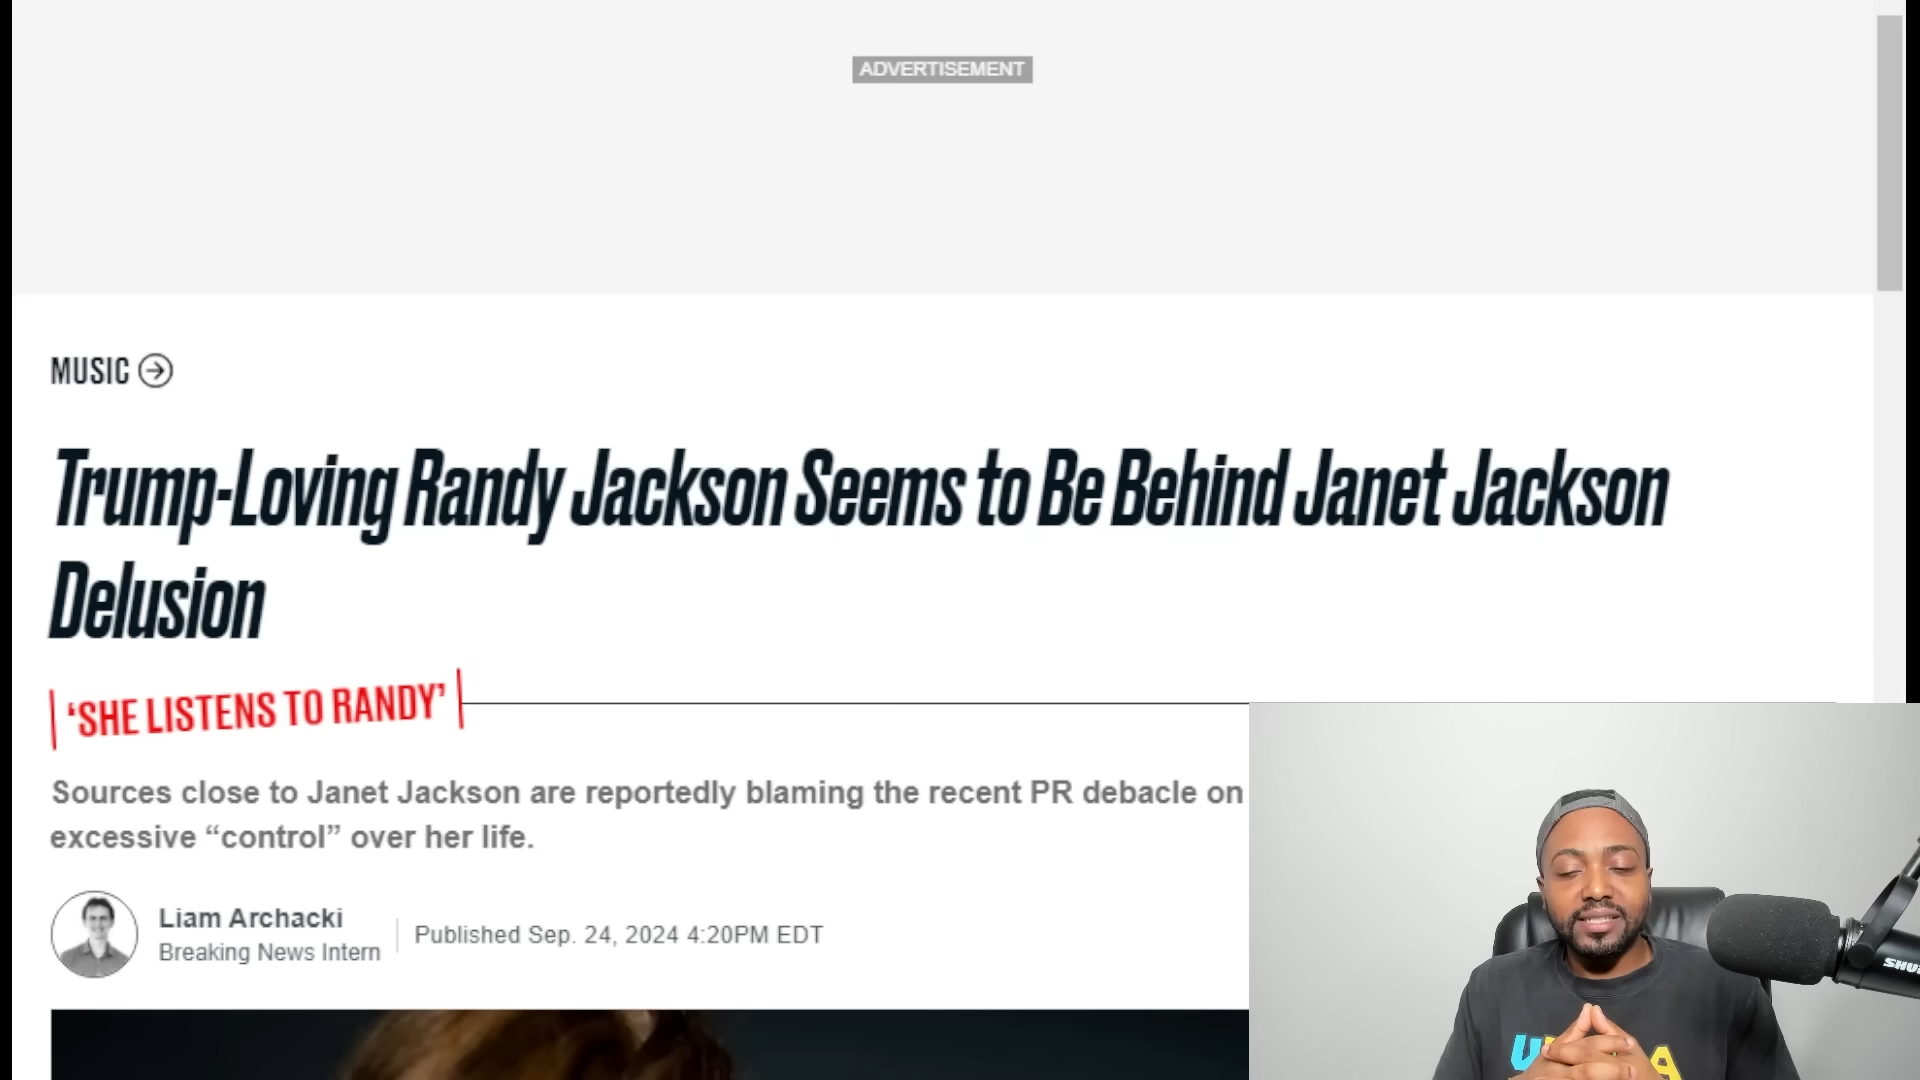 ADVERTISEMENT
MUSIC
Trump-Loving Randy Jackson Seems to Be Behind Janet Jackson
Delusion
‘SHE LISTENS TO RANDY’
Sources close to Janet Jackson are reportedly blaming the recent PR debacle on
excessive “control” over her life.
Liam Archacki
Breaking News Intern
Published Sep. 24, 2024 4:20PM EDT